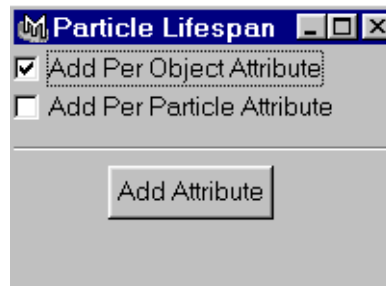 Particle Lifespan
Add Per Object Attribute
Add Per Particle Attribute
Add Attribute